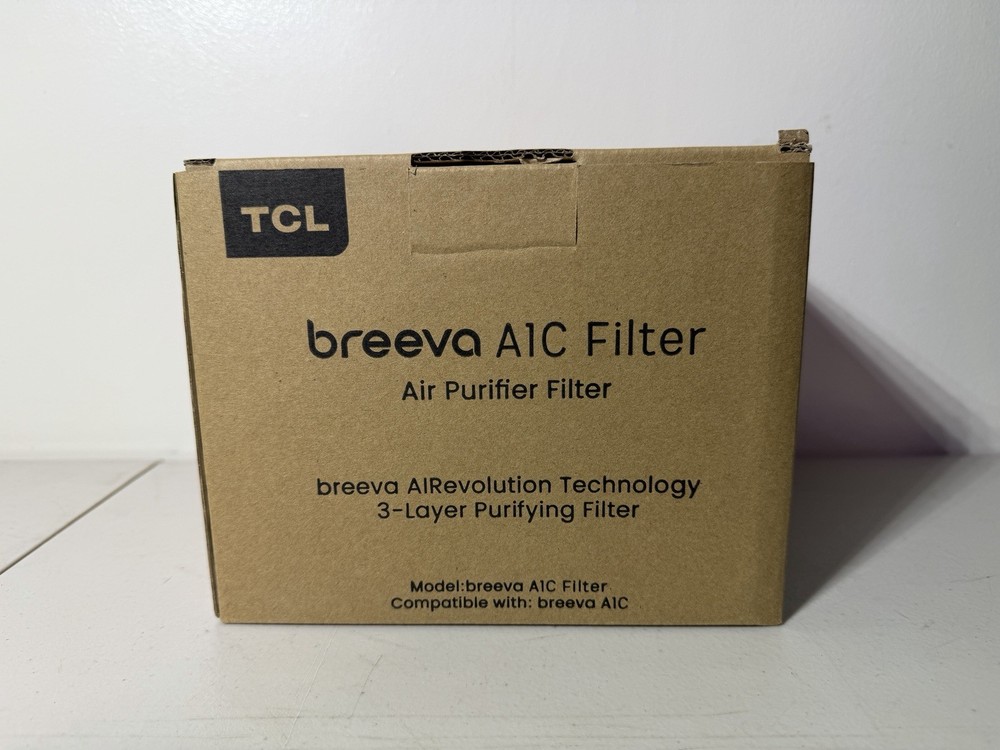 TCL
breeva A1C Filter
Air Purifier Filter
breeva AIRevolution Technology
3-Layer Purifying Filter
Model:breeva A1C Filter
Compatible with: breeva A1C